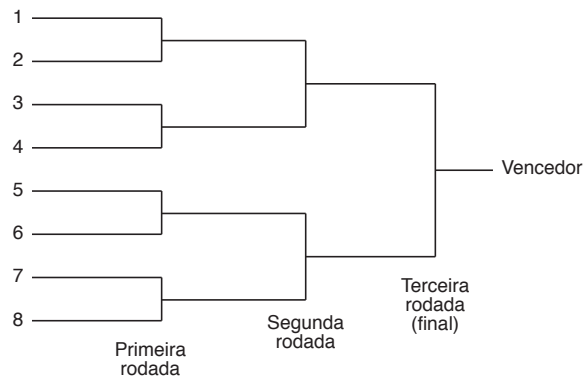 1
2
3
4
5
6
7
8
Vencedor
Primeira
rodada
Segunda
rodada
Terceira
rodada
(final)